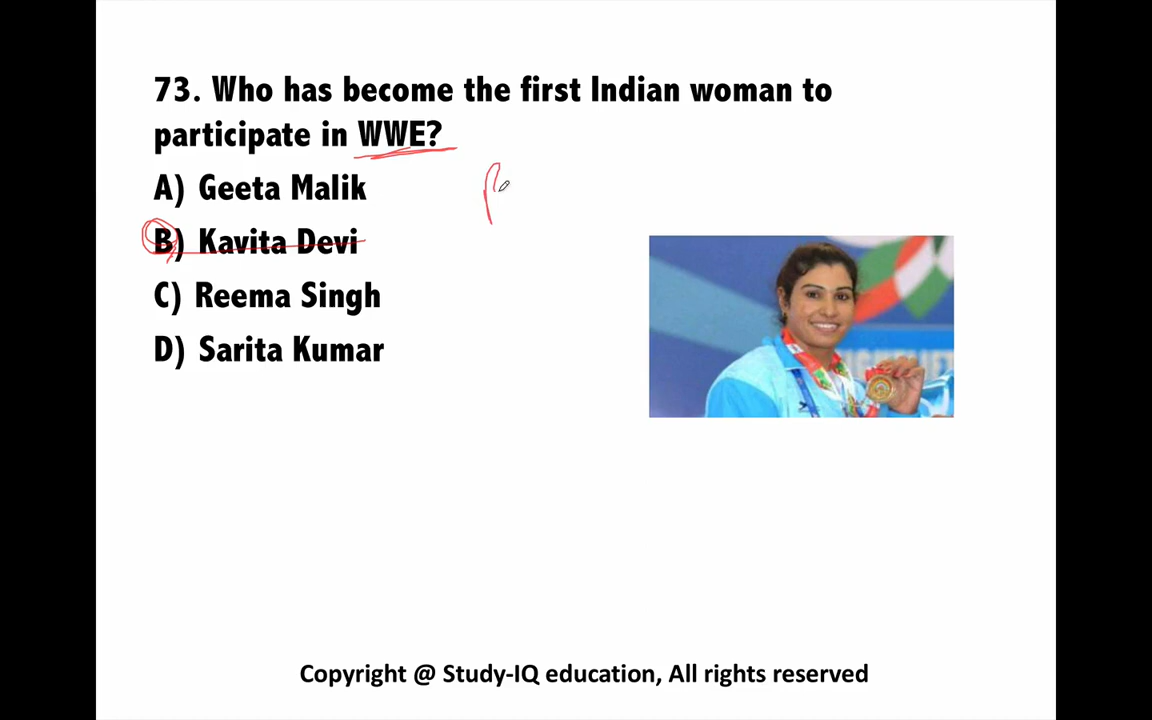 73. Who has become the first Indian woman to
participate in WWE?
A) Geeta Malik
B) Kavita Devi
C) Reema Singh
D) Sarita Kumar
Copyright @ Study-IQ education, All rights reserved